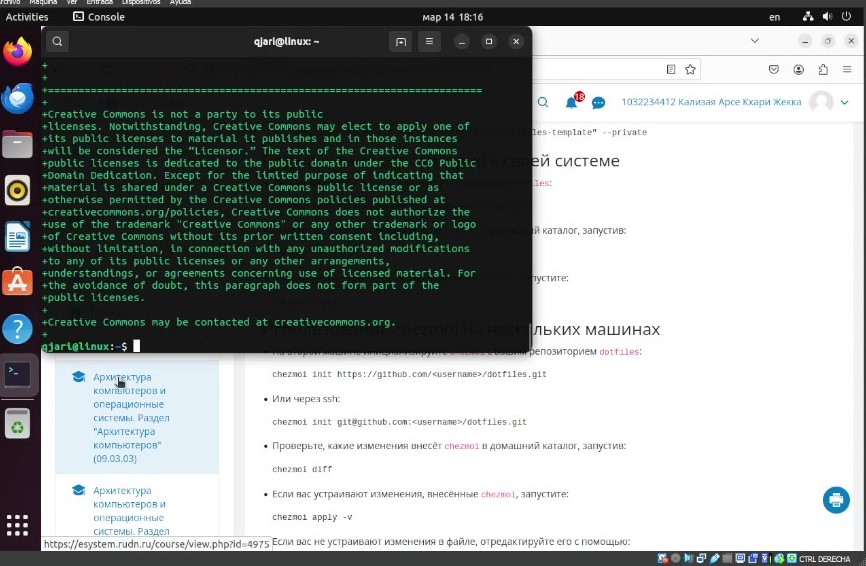 Archivo Máquina Ver Entrada Dispositivos Ayuda
Activities Console мар 14 18:16 en
qjari@linux: ~
+
+
+=======================================================================
+
+Creative Commons is not a party to its public
+licenses. Notwithstanding, Creative Commons may elect to apply one of
+its public licenses to material it publishes and in those instances
+will be considered the “Licensor.” The text of the Creative Commons
+public licenses is dedicated to the public domain under the CC0 Public
+Domain Dedication. Except for the limited purpose of indicating that
+material is shared under a Creative Commons public license or as
+otherwise permitted by the Creative Commons policies published at
+creativecommons.org/policies, Creative Commons does not authorize the
+use of the trademark "Creative Commons" or any other trademark or logo
+of Creative Commons without its prior written consent including,
+without limitation, in connection with any unauthorized modifications
+to any of its public licenses or any other arrangements,
+understandings, or agreements concerning use of licensed material. For
+the avoidance of doubt, this paragraph does not form part of the
+public licenses.
+
+Creative Commons may be contacted at creativecommons.org.
+
qjari@linux:~$
18
1032234412 Кализая Арсе Кхари Жекка
files-template" --private
к своей системе
files:
каталог, запустив:
апустите:
chezmoi на нескольких машинах
На второй машине инициализируйте chezmoi с вашим репозиторием dotfiles:
chezmoi init https://github.com/<username>/dotfiles.git
Или через ssh:
chezmoi init git@github.com:<username>/dotfiles.git
Проверьте, какие изменения внесёт chezmoi в домашний каталог, запустив:
chezmoi diff
Если вас устраивают изменения, внесённые chezmoi, запустите:
chezmoi apply -v
Если вас не устраивают изменения в файле, отредактируйте его с помощью:
Архитектура
компьютеров и
операционные
системы. Раздел
"Архитектура
компьютеров"
(09.03.03)
Архитектура
компьютеров и
операционные
системы. Раздел
https://esystem.rudn.ru/course/view.php?id=4975
CTRL DERECHA